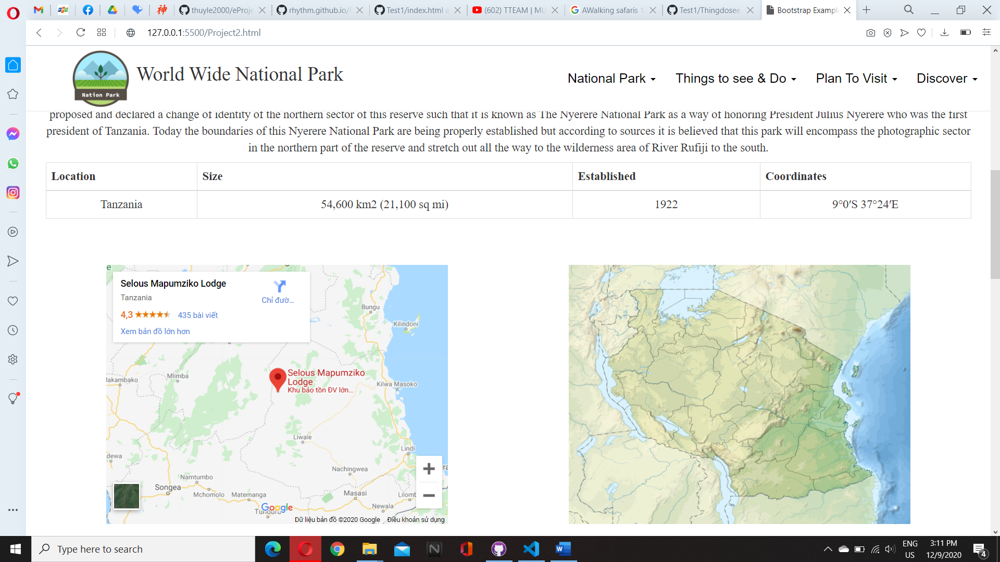 thuyle2000/eProje
rhythm.github.io/
Test1/index.html a
(602) TTEAM | MU
AWalking safaris 1
Test1/Thingdosee.
Bootstrap Exampl
127.0.0.1:5500/Project2.html
Nation Park
World Wide National Park
National Park
Things to see & Do
Plan To Visit
Discover
proposed and declared a change of identity of the northern sector of this reserve such that it is known as The Nyerere National Park as a way of honoring President Julius Nyerere who was the first
president of Tanzania. Today the boundaries of this Nyerere National Park are being properly established but according to sources it is believed that this park will encompass the photographic sector
in the northern part of the reserve and stretch out all the way to the wilderness area of River Rufiji to the south.
Location Size Established Coordinates
Tanzania 54,600 km2 (21,100 sq mi) 1922 9°0′S 37°24′E
Selous Mapumziko Lodge
Tanzania
Chỉ đườ...
4,3 435 bài viết
Xem bản đồ lớn hơn
Bungu
Kilindoni
Selous Mapumziko
Lodge
Khu bảo tồn ĐV lớn...
Mlimba
Makambako
Kilwa Masoko
Liwale
Lindi
dewa
Nachingwea
Namtumbo
Songea
Mchomolo
Matemanga
Masasi
Lilomb
Newala
Tunduru
Google
Dữ liệu bản đồ ©2020 Google Điều khoản sử dụng
Type here to search
ENG
US
3:11 PM
12/9/2020
4